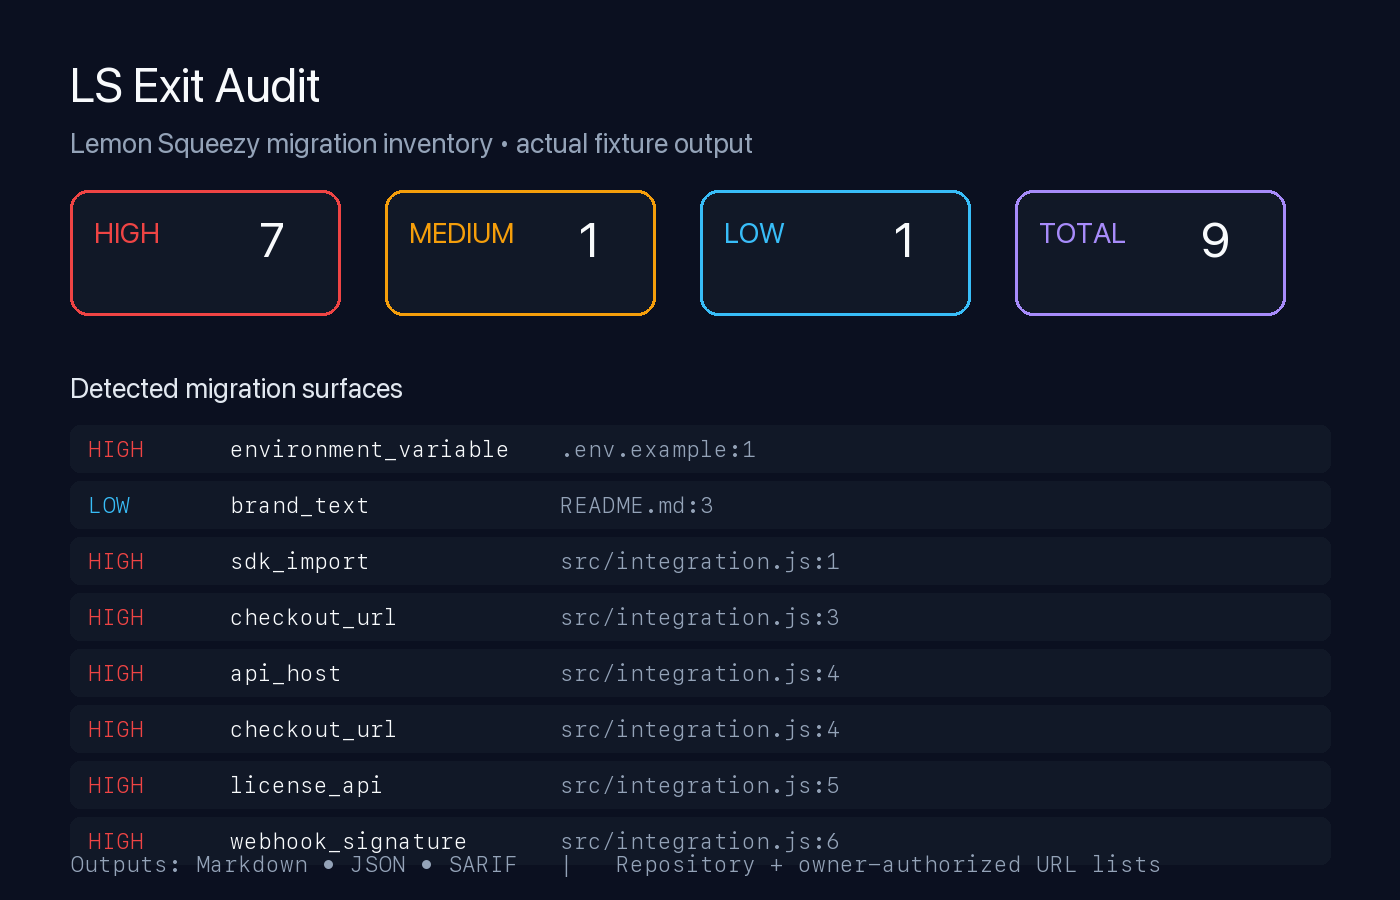 LS Exit Audit
Lemon Squeezy migration inventory • actual fixture output
HIGH 7 MEDIUM 1 LOW 1 TOTAL 9
Detected migration surfaces
HIGH environment_variable .env.example:1
LOW brand_text README.md:3
HIGH sdk_import src/integration.js:1
HIGH checkout_url src/integration.js:3
HIGH api_host src/integration.js:4
HIGH checkout_url src/integration.js:4
HIGH license_api src/integration.js:5
HIGH webhook_signature src/integration.js:6
Outputs: Markdown • JSON • SARIF | Repository + owner–authorized URL lists